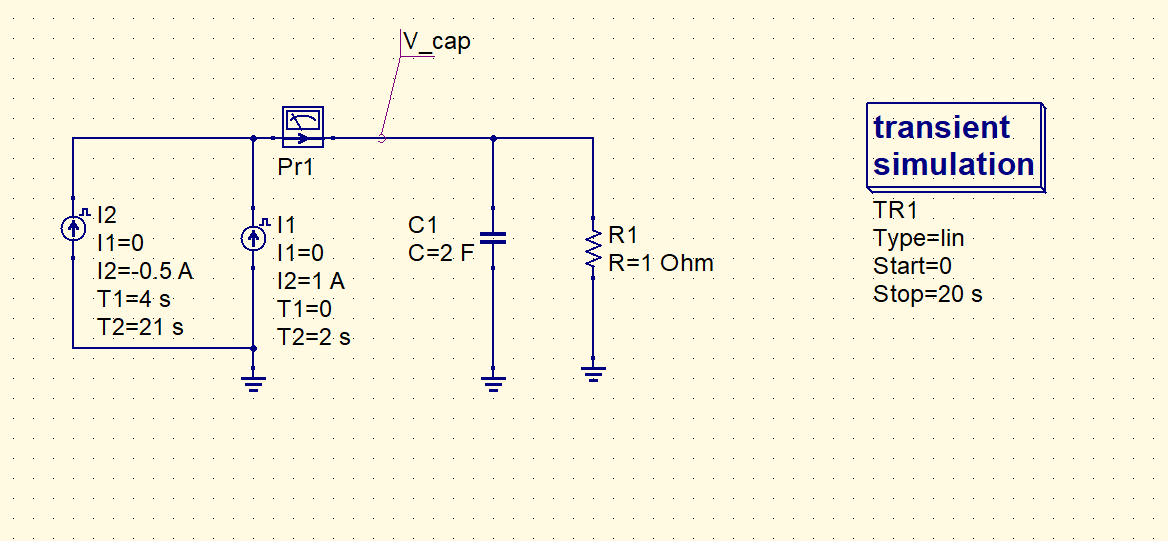 V_cap
Pr1
I2
I1=0
I2=-0.5 A
T1=4 s
T2=21 s
I1
I1=0
I2=1 A
T1=0
T2=2 s
C1
C=2 F
R1
R=1 Ohm
transient
simulation
TR1
Type=lin
Start=0
Stop=20 s